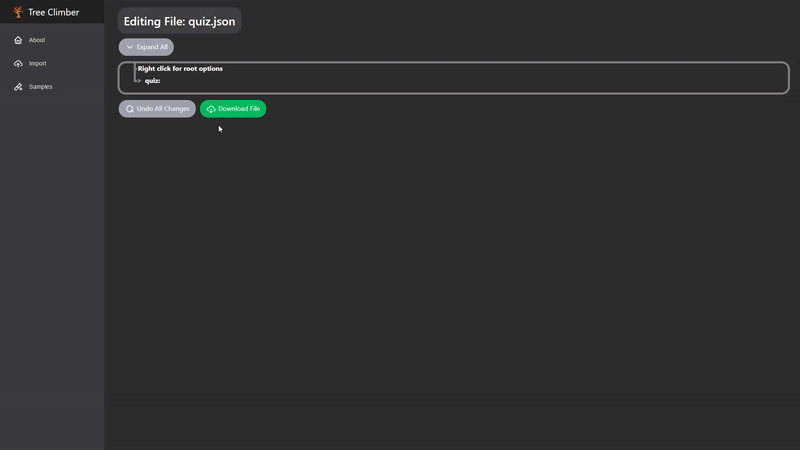 Tree Climber
About
Import
Samples
Editing File: quiz.json
Expand All
Right click for root options
quiz:
Undo All Changes
Download File